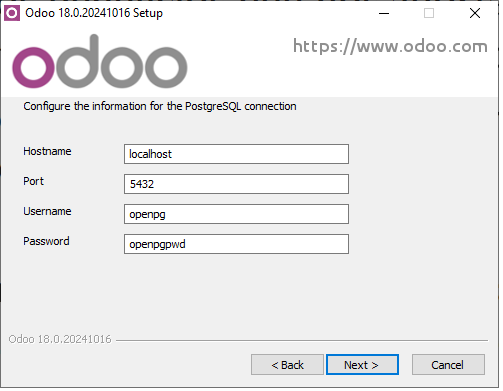 Odoo 18.0.20241016 Setup
odoo
https://www.odoo.com
Configure the information for the PostgreSQL connection
Hostname
localhost
Port
5432
Username
openpg
Password
openpgpwd
Odoo 18.0.20241016
< Back
Next >
Cancel